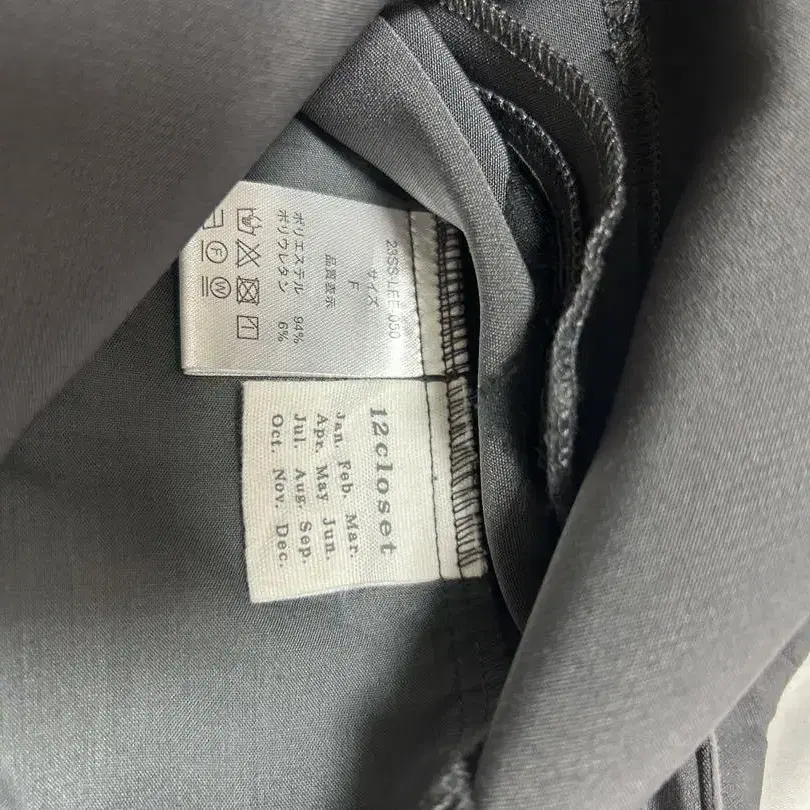 23SS-LEE-050
サイズ
F
品質表示
ポリエステル 94%
ポリウレタン 6%
F
W
12closet
Jan. Feb. Mar.
Apr. May Jun.
Jul. Aug. Sep.
Oct. Nov. Dec.